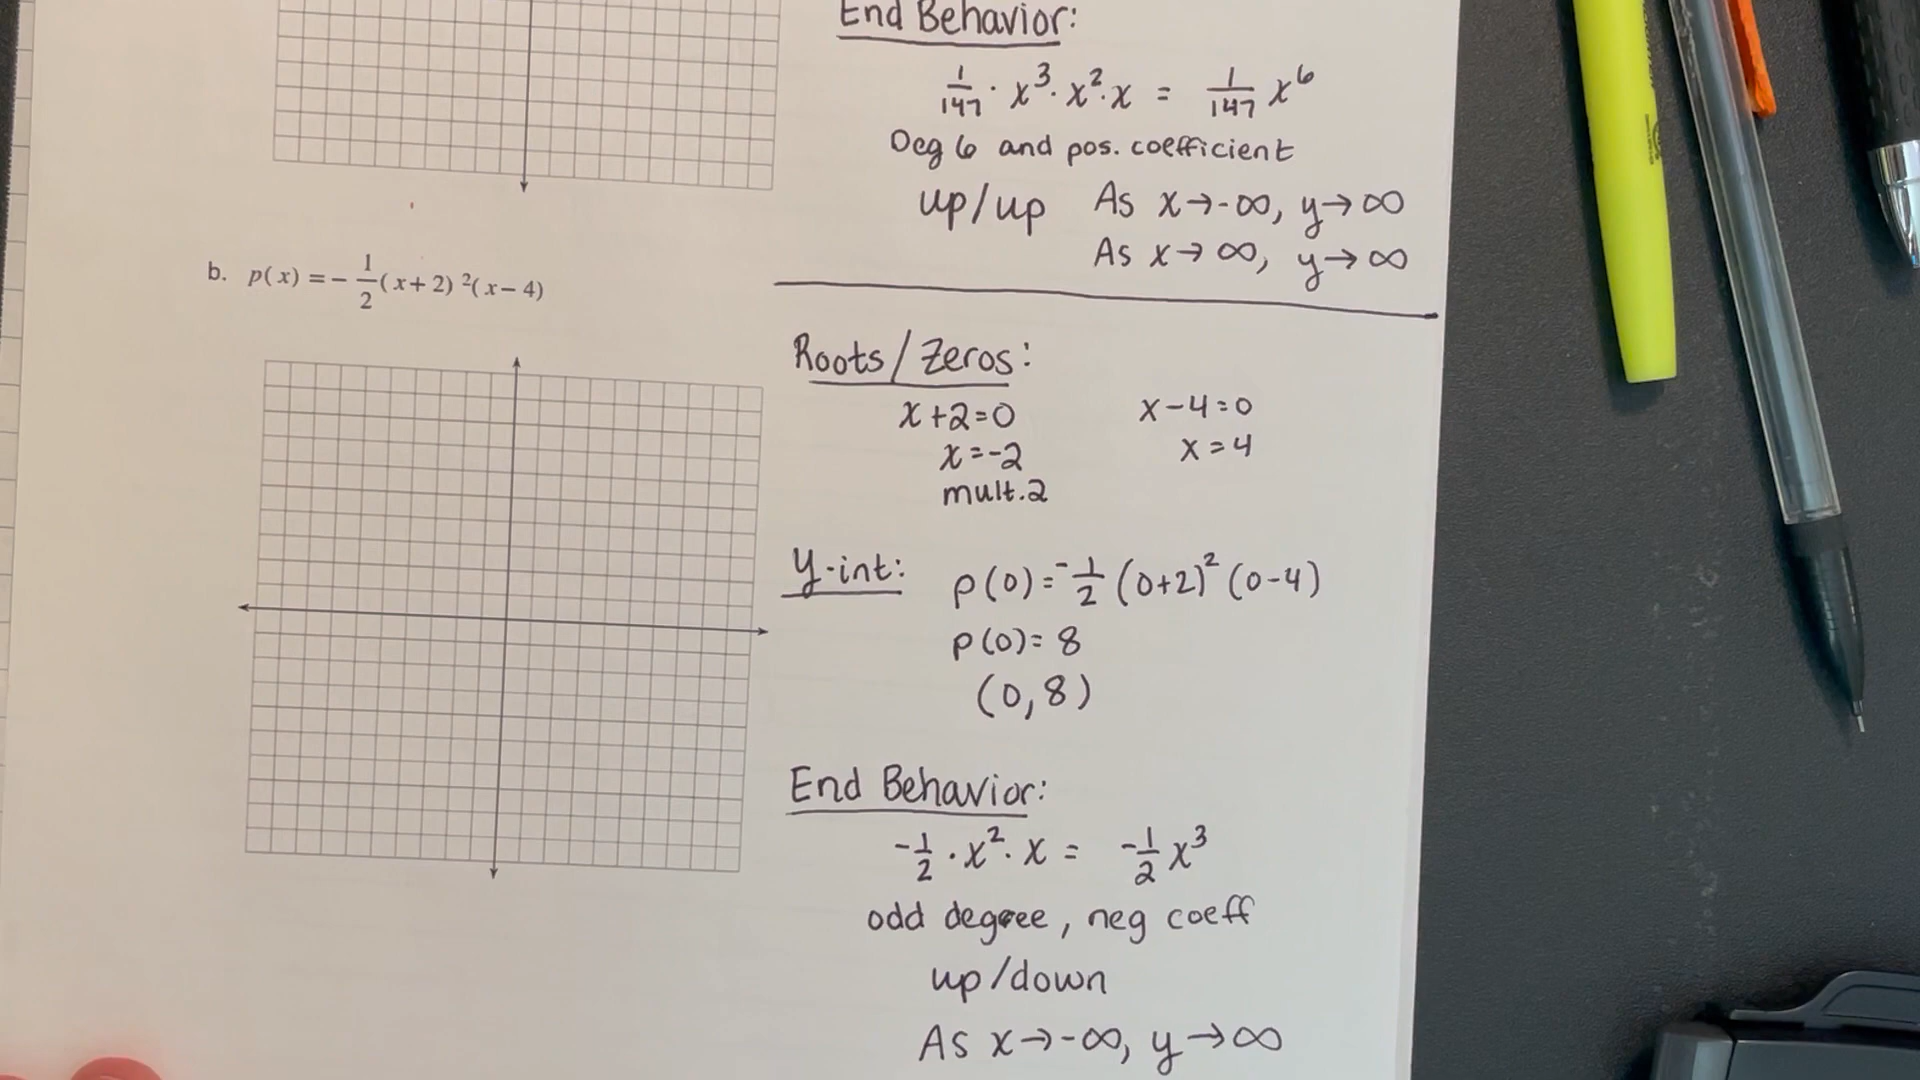 End Behavior:
1/147 · x³ · x² · x = 1/147 x⁶
Deg 6 and pos. coefficient
up/up As x→-∞, y→∞
As x→∞, y→∞
b. p(x) = - 1/2 (x+2)²(x-4)
Roots/Zeros:
x+2=0 x-4=0
x=-2 x=4
mult.2
y-int: p(0)=-1/2 (0+2)² (0-4)
p(0)=8
(0,8)
End Behavior:
-1/2 · x² · x = -1/2 x³
odd degree, neg coeff
up/down
As x→-∞, y→∞